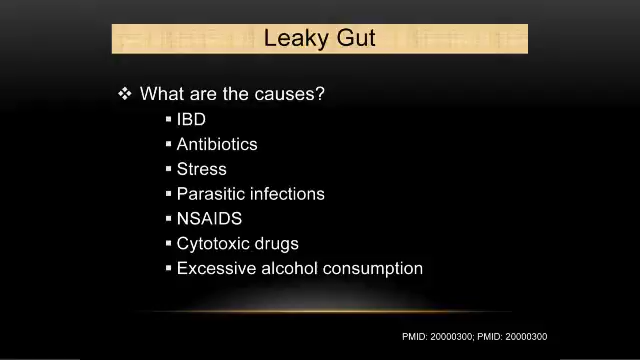 Leaky Gut
❖ What are the causes?
▪ IBD
▪ Antibiotics
▪ Stress
▪ Parasitic infections
▪ NSAIDS
▪ Cytotoxic drugs
▪ Excessive alcohol consumption
PMID: 20000300; PMID: 20000300